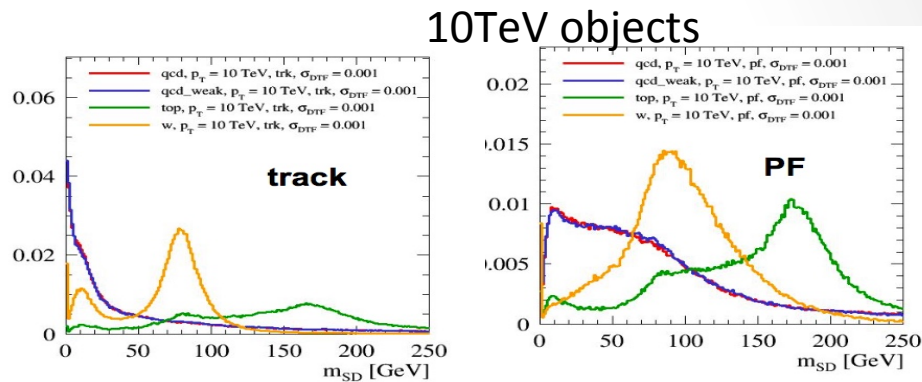 10TeV objects
qcd, p_T = 10 TeV, trk, σ_DTF = 0.001
qcd_weak, p_T = 10 TeV, trk, σ_DTF = 0.001
top, p_T = 10 TeV, trk, σ_DTF = 0.001
w, p_T = 10 TeV, trk, σ_DTF = 0.001
track
0.06
0.04
0.02
0
0 50 100 150 200 250
m_SD [GeV]
qcd, p_T = 10 TeV, pf, σ_DTF = 0.001
qcd_weak, p_T = 10 TeV, pf, σ_DTF = 0.001
top, p_T = 10 TeV, pf, σ_DTF = 0.001
w, p_T = 10 TeV, pf, σ_DTF = 0.001
PF
0.02
0.015
0.01
.005
0
0 50 100 150 200 250
m_SD [GeV]